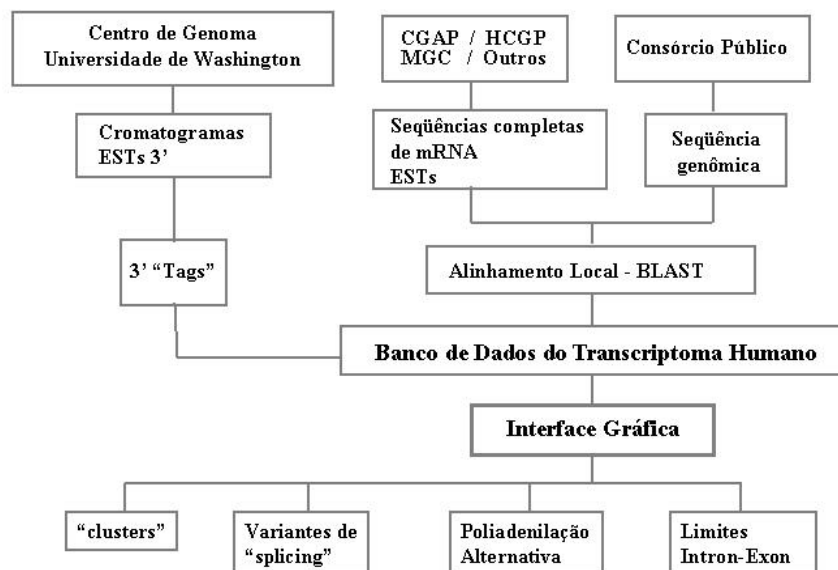 Centro de Genoma
Universidade de Washington
CGAP / HCGP
MGC / Outros
Consórcio Público
Cromatogramas
ESTs 3'
Seqüências completas
de mRNA
ESTs
Seqüência
genômica
3' “Tags”
Alinhamento Local - BLAST
Banco de Dados do Transcriptoma Humano
Interface Gráfica
“clusters”
Variantes de
“splicing”
Poliadenilação
Alternativa
Limites
Intron-Exon